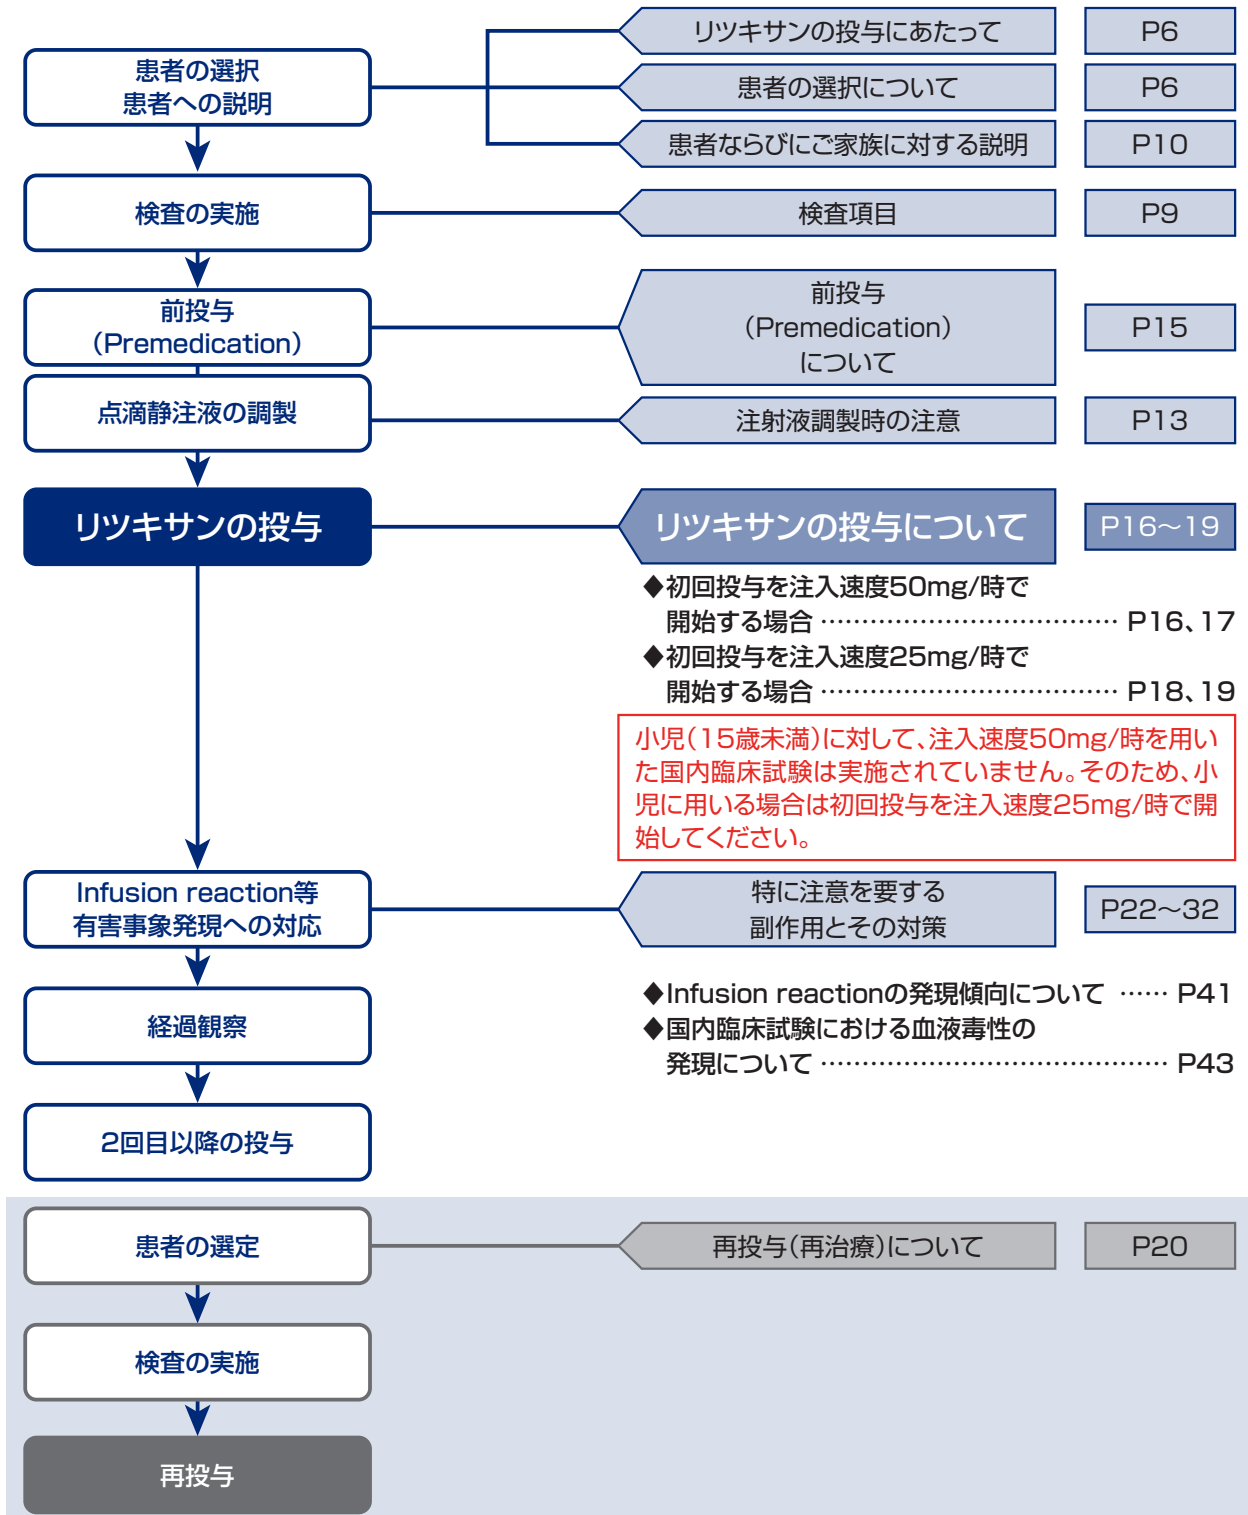 患者の選択
患者への説明
リツキサンの投与にあたって
P6
患者の選択について
P6
患者ならびにご家族に対する説明
P10
検査の実施
検査項目
P9
前投与
（Premedication）
前投与
（Premedication）
について
P15
点滴静注液の調製
注射液調製時の注意
P13
リツキサンの投与
リツキサンの投与について
P16〜19
◆初回投与を注入速度50mg/時で
開始する場合 ………………………………… P16、17
◆初回投与を注入速度25mg/時で
開始する場合 ………………………………… P18、19
小児（15歳未満）に対して、注入速度50mg/時を用い
た国内臨床試験は実施されていません。そのため、小
児に用いる場合は初回投与を注入速度25mg/時で開
始してください。
Infusion reaction等
有害事象発現への対応
特に注意を要する
副作用とその対策
P22〜32
◆Infusion reactionの発現傾向について …… P41
◆国内臨床試験における血液毒性の
発現について …………………………………… P43
経過観察
2回目以降の投与
患者の選定
再投与（再治療）について
P20
検査の実施
再投与